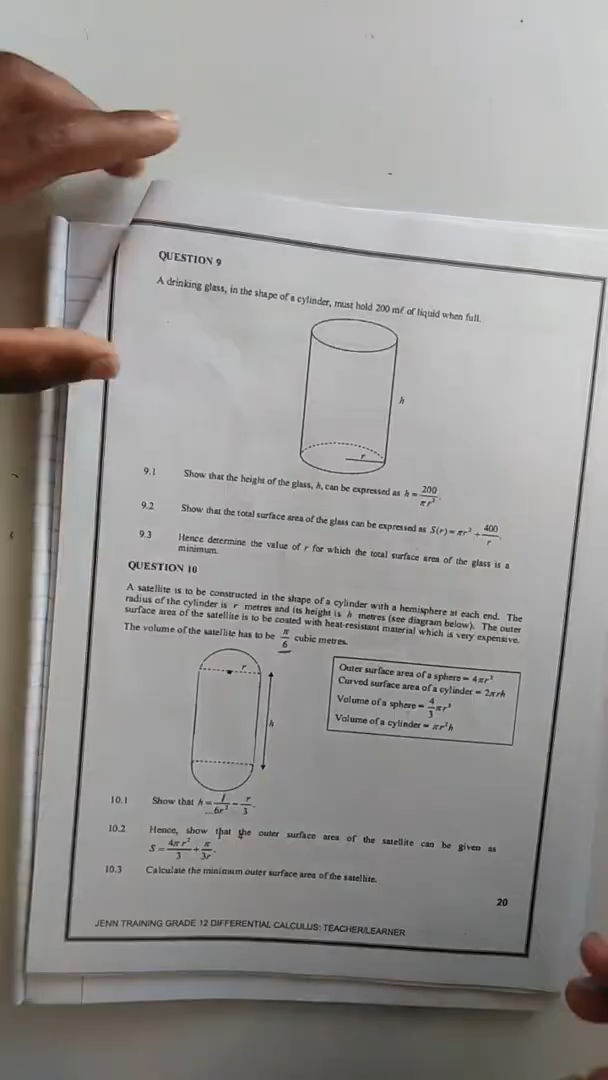 QUESTION 9
A drinking glass, in the shape of a cylinder, must hold 200 mℓ of liquid when full.
h
r
9.1 Show that the height of the glass, h, can be expressed as h = 200/πr².
9.2 Show that the total surface area of the glass can be expressed as S(r) = πr² + 400/r.
9.3 Hence determine the value of r for which the total surface area of the glass is a
minimum.
QUESTION 10
A satellite is to be constructed in the shape of a cylinder with a hemisphere at each end. The
radius of the cylinder is r metres and its height is h metres (see diagram below). The outer
surface area of the satellite is to be coated with heat-resistant material which is very expensive.
The volume of the satellite has to be π/6 cubic metres.
r
h
Outer surface area of a sphere = 4πr²
Curved surface area of a cylinder = 2πrh
Volume of a sphere = 4/3 πr³
Volume of a cylinder = πr²h
10.1 Show that h = 1/6r² − r/3.
10.2 Hence, show that the outer surface area of the satellite can be given as
S = 4πr²/3 + π/3r.
10.3 Calculate the minimum outer surface area of the satellite.
20
JENN TRAINING GRADE 12 DIFFERENTIAL CALCULUS: TEACHER/LEARNER